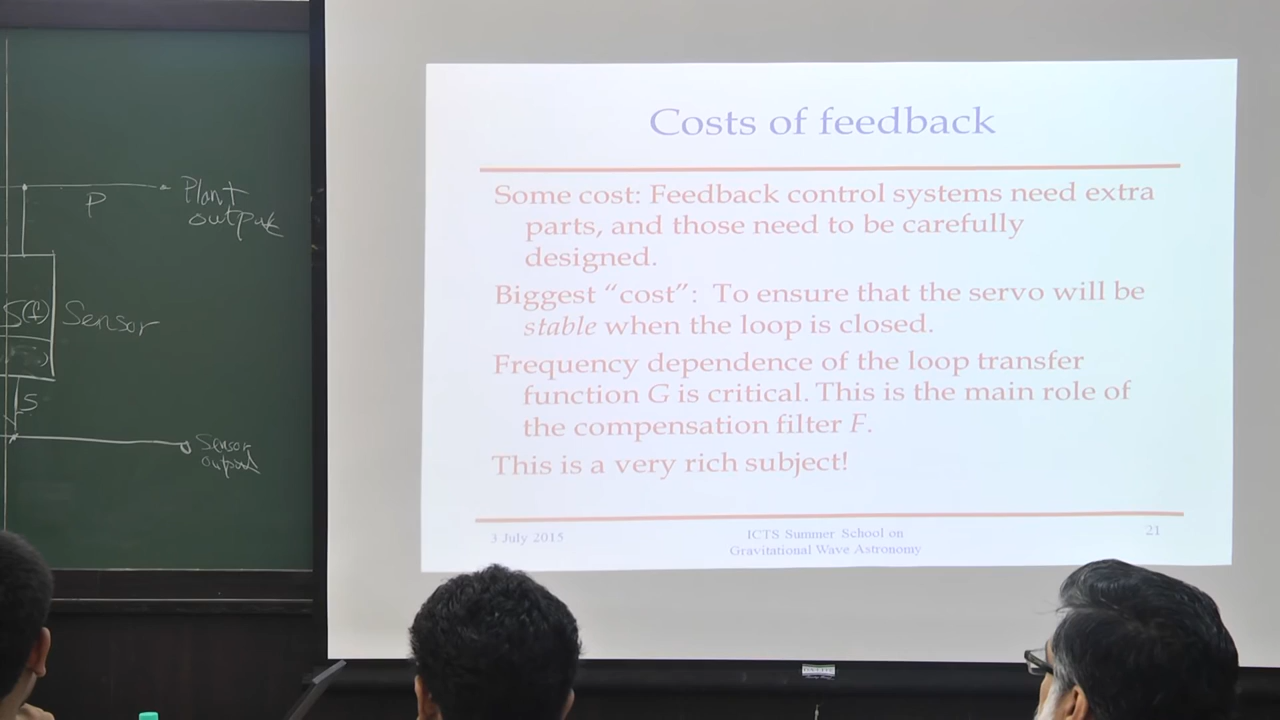 P
Plant
output
S(f)
Sensor
S
Sensor
output
Costs of feedback
Some cost: Feedback control systems need extra
parts, and those need to be carefully
designed.
Biggest “cost”: To ensure that the servo will be
stable when the loop is closed.
Frequency dependence of the loop transfer
function G is critical. This is the main role of
the compensation filter F.
This is a very rich subject!
3 July 2015
ICTS Summer School on
Gravitational Wave Astronomy
21